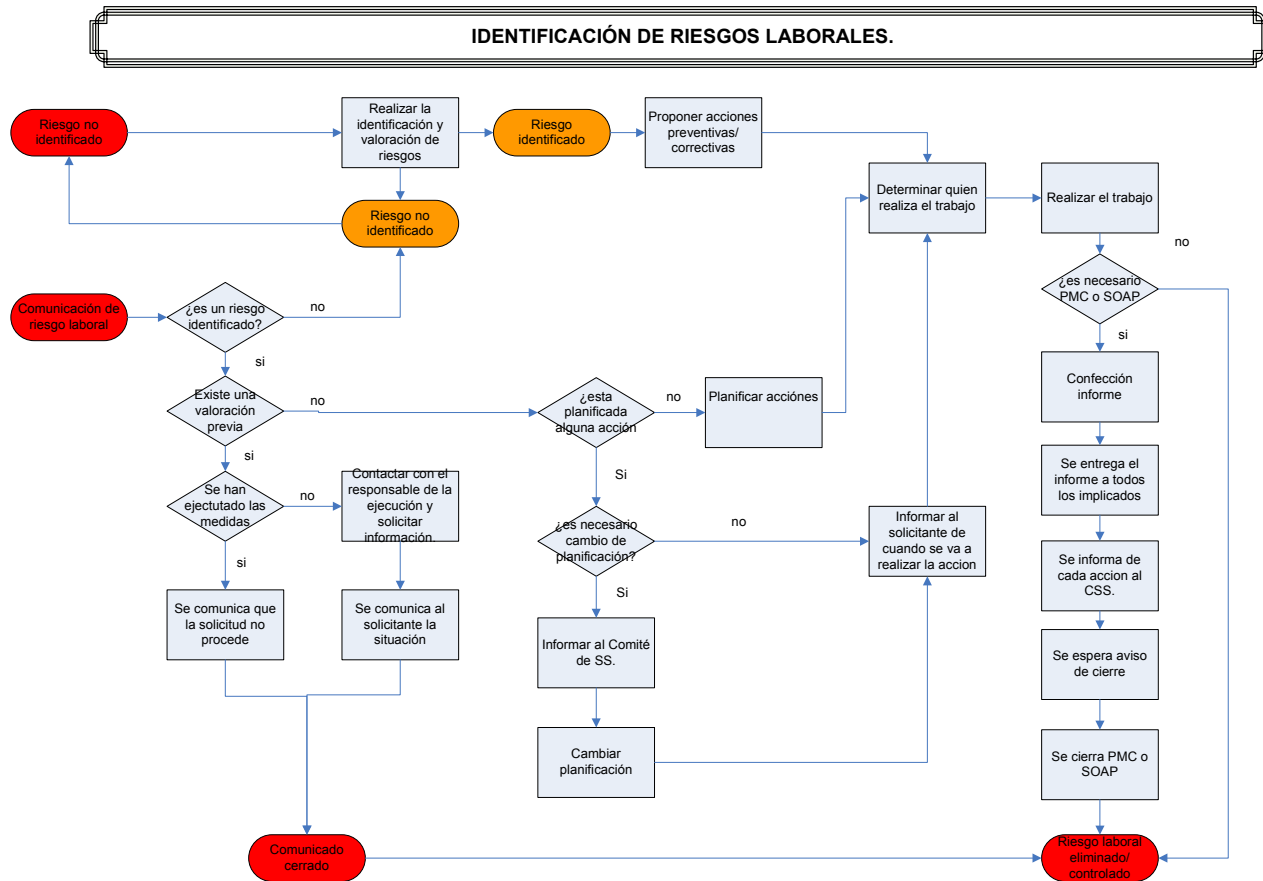 IDENTIFICACIÓN DE RIESGOS LABORALES.
Riesgo no
identificado
Realizar la
identificación y
valoración de
riesgos
Riesgo
identificado
Proponer acciones
preventivas/
correctivas
Determinar quien
realiza el trabajo
Realizar el trabajo
Riesgo no
identificado
no
¿es necesario
PMC o SOAP
si
Comunicación de
riesgo laboral
¿es un riesgo
identificado?
no
si
Existe una
valoración
previa
no
si
¿esta
planificada
alguna acción
no
Si
Planificar acciónes
Confección
informe
Se han
ejectutado las
medidas
no
si
Contactar con el
responsable de la
ejecución y
solicitar
información.
¿es necesario
cambio de
planificación?
no
Si
Informar al
solicitante de
cuando se va a
realizar la accion
Se entrega el
informe a todos
los implicados
Se informa de
cada accion al
CSS.
Se comunica que
la solicitud no
procede
Se comunica al
solicitante la
situación
Informar al Comité
de SS.
Se espera aviso
de cierre
Cambiar
planificación
Se cierra PMC o
SOAP
Comunicado
cerrado
Riesgo laboral
eliminado/
controlado